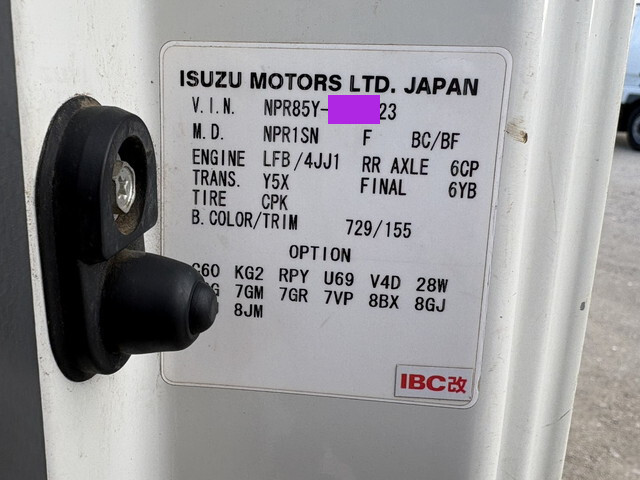 ISUZU MOTORS LTD. JAPAN
V.I.N. NPR85Y- 23
M.D. NPR1SN F BC/BF
ENGINE LFB/4JJ1 RR AXLE 6CP
TRANS. Y5X FINAL 6YB
TIRE CPK
B.COLOR/TRIM 729/155
OPTION
KG2 RPY U69 V4D 28W
7GM 7GR 7VP 8BX 8GJ
8JM
IBC改